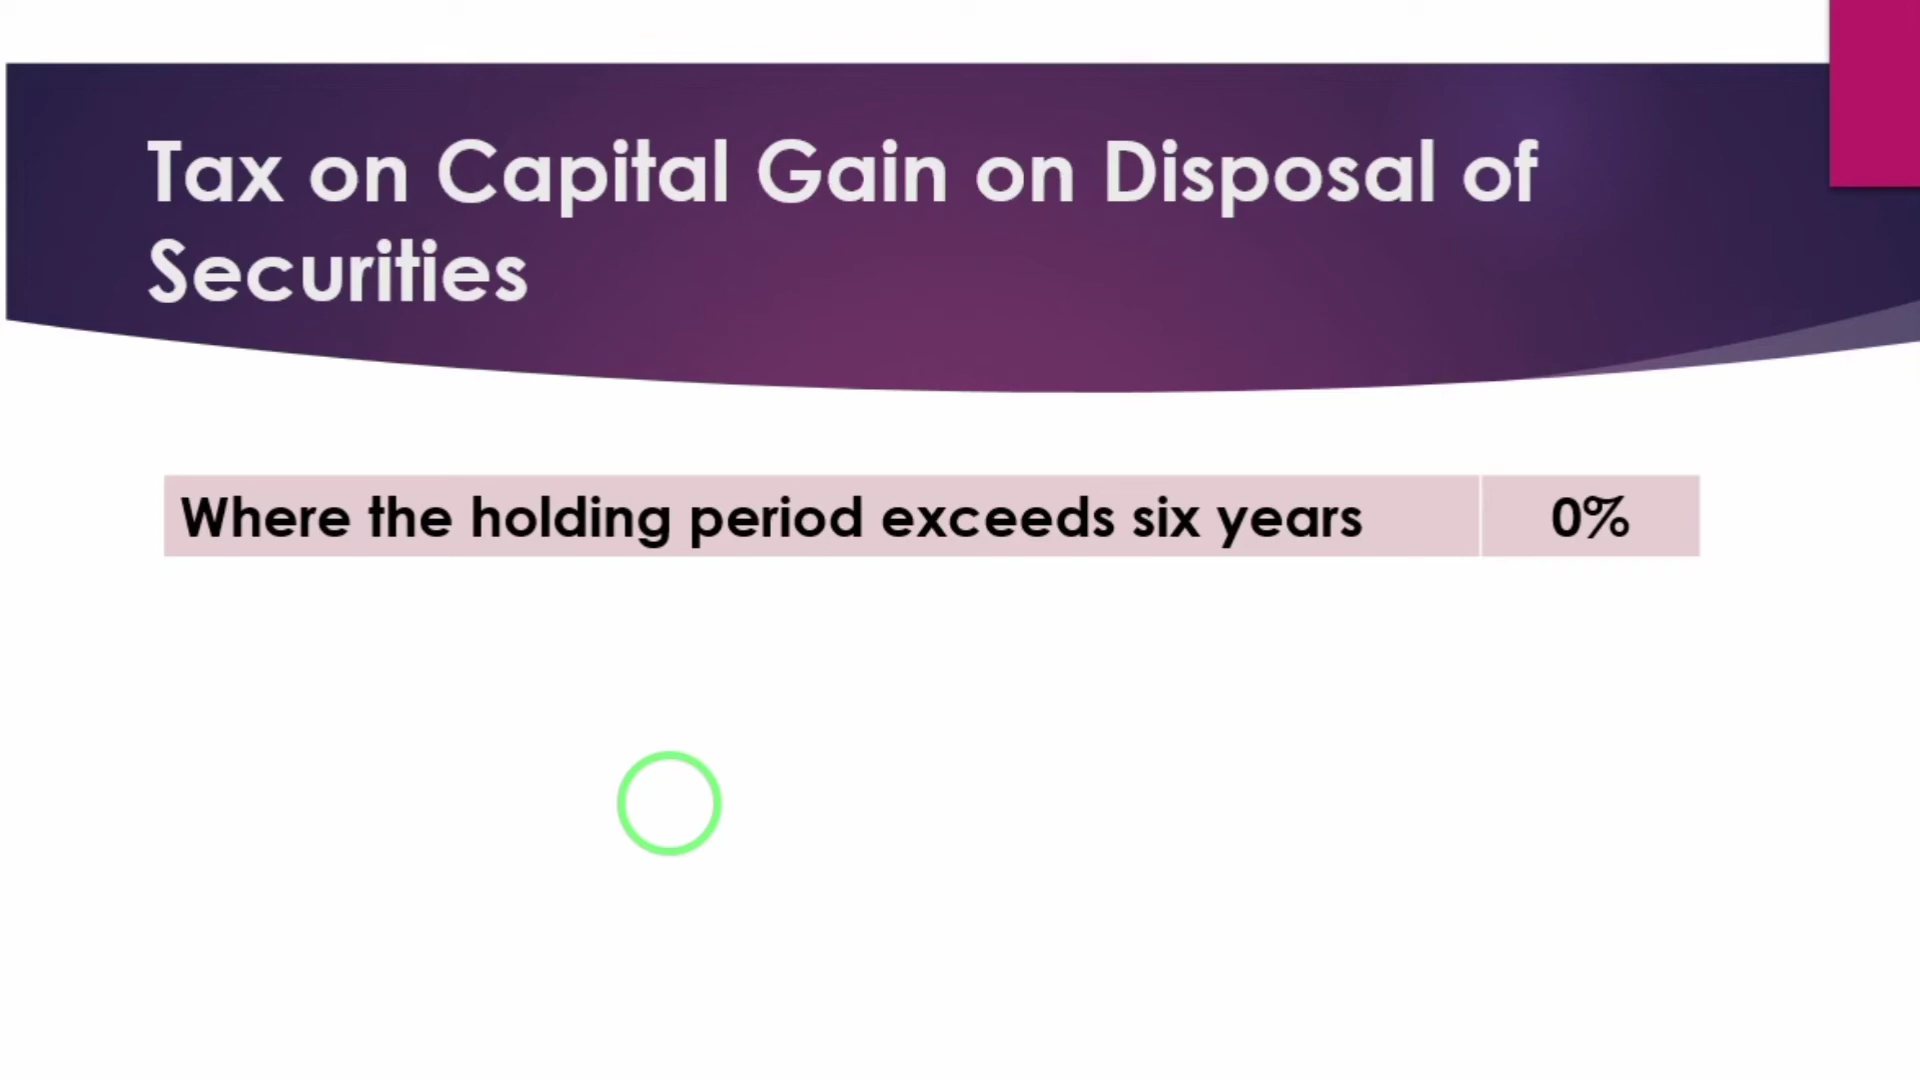 Tax on Capital Gain on Disposal of
Securities
Where the holding period exceeds six years 0%